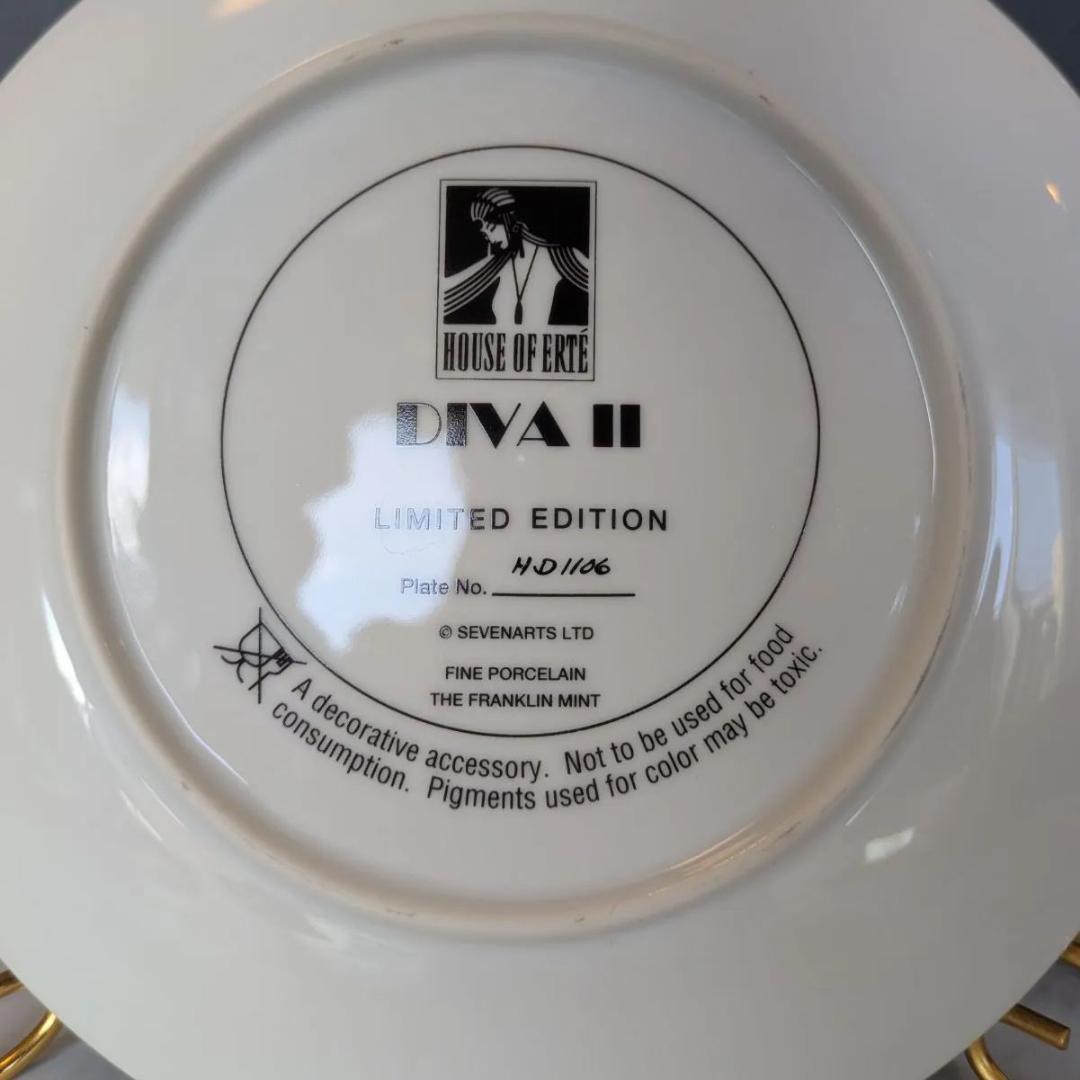 HOUSE OF ERTÉ
DIVA II
LIMITED EDITION
Plate No. HD1106
© SEVENARTS LTD
FINE PORCELAIN
THE FRANKLIN MINT
A decorative accessory. Not to be used for food
consumption. Pigments used for color may be toxic.